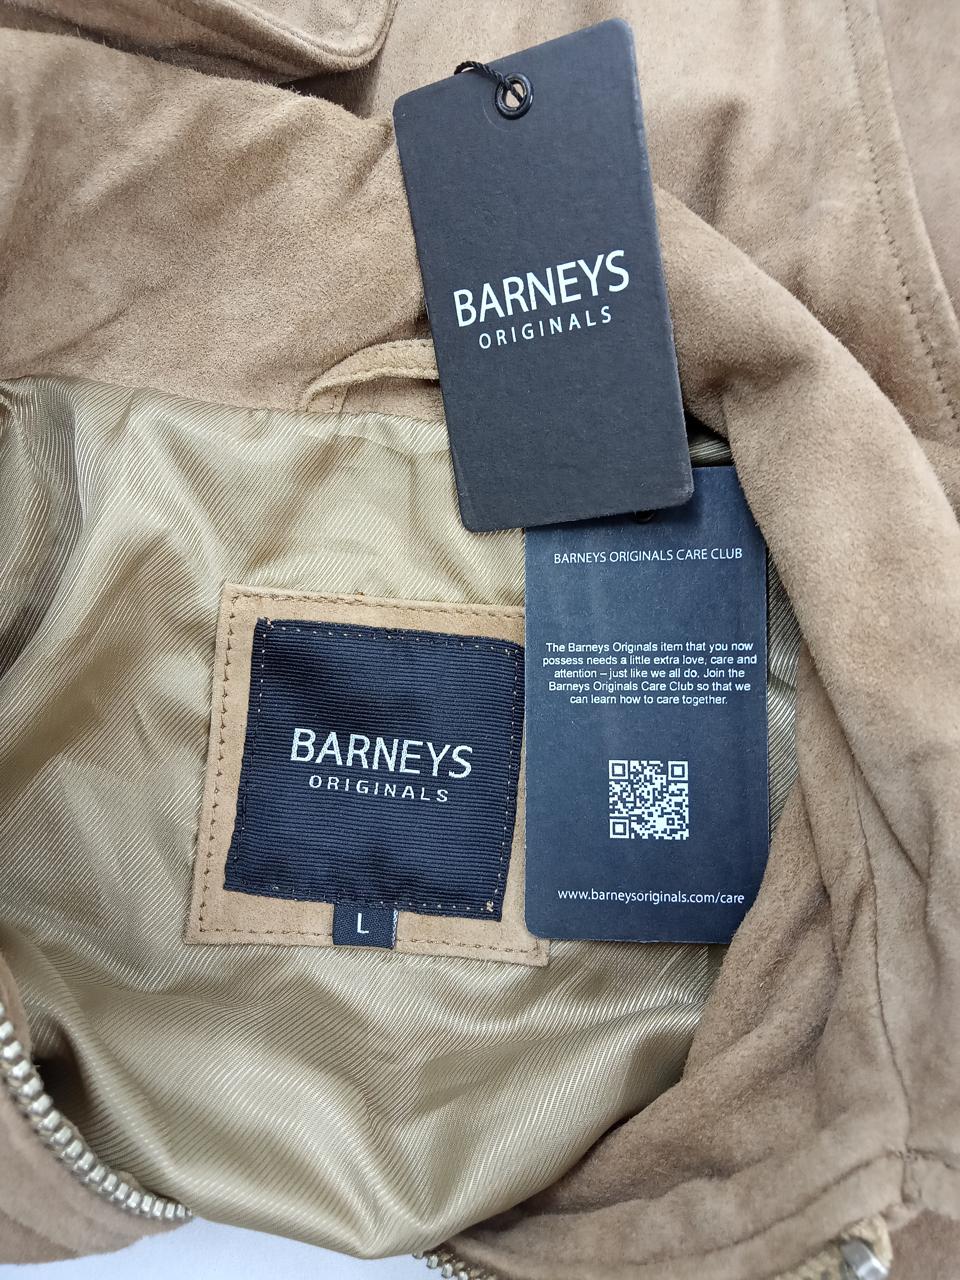 BARNEYS
ORIGINALS
BARNEYS ORIGINALS CARE CLUB
The Barneys Originals item that you now
possess needs a little extra love, care and
attention – just like we all do. Join the
Barneys Originals Care Club so that we
can learn how to care together.
www.barneysoriginals.com/care
BARNEYS
ORIGINALS
L